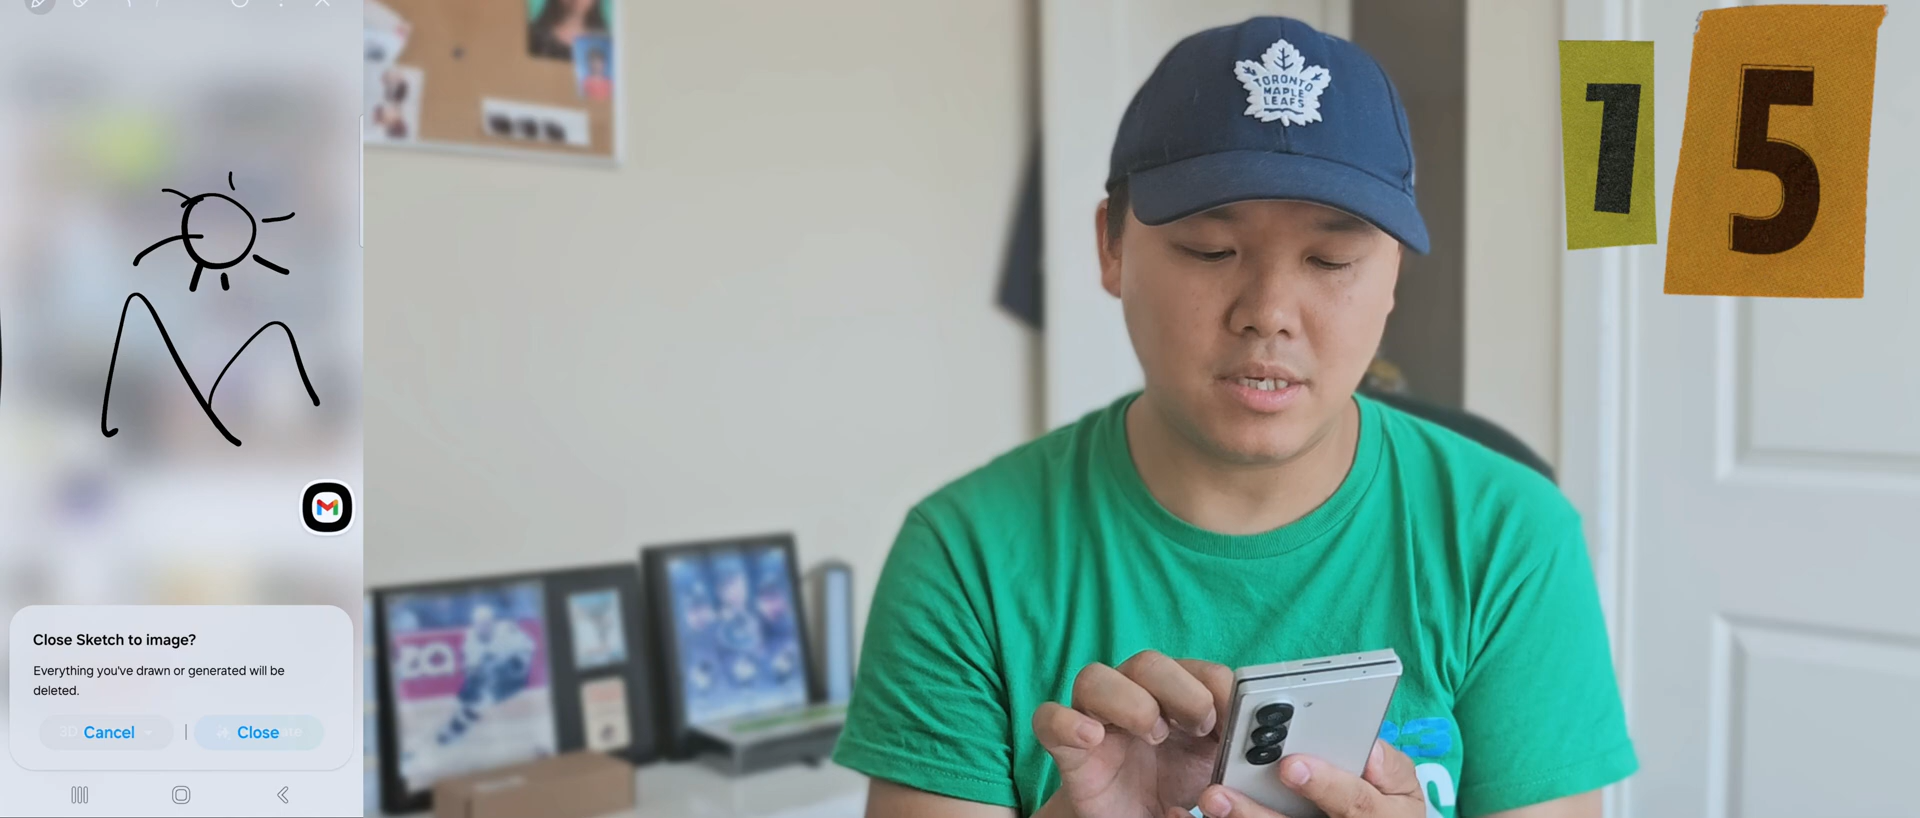 Close Sketch to image?
Everything you've drawn or generated will be
deleted.
Cancel | Close
TORONTO
MAPLE
LEAFS
15